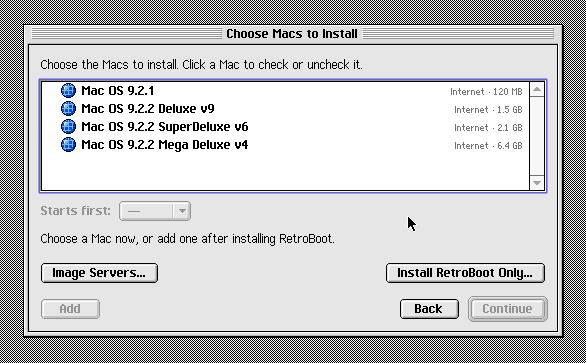 Choose Macs to Install
Choose the Macs to install. Click a Mac to check or uncheck it.
Mac OS 9.2.1 Internet · 120 MB
Mac OS 9.2.2 Deluxe v9 Internet · 1.5 GB
Mac OS 9.2.2 SuperDeluxe v6 Internet · 2.1 GB
Mac OS 9.2.2 Mega Deluxe v4 Internet · 6.4 GB
Starts first: —
Choose a Mac now, or add one after installing RetroBoot.
Image Servers... Install RetroBoot Only...
Add Back Continue